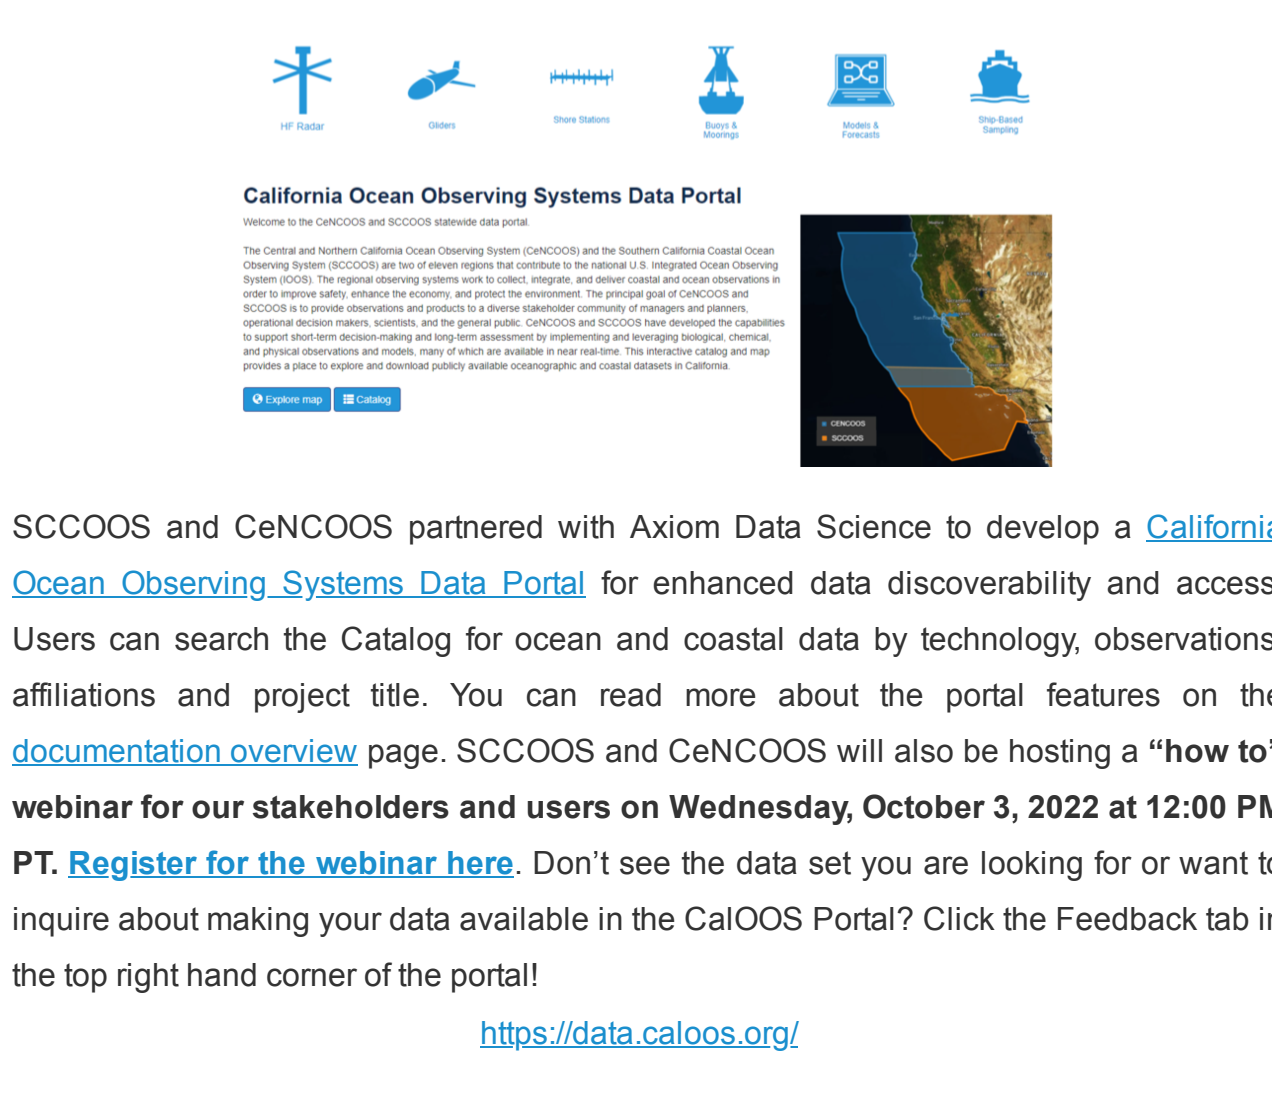 HF Radar
Gliders
Shore Stations
Buoys &
Moorings
Models &
Forecasts
Ship-Based
Sampling
California Ocean Observing Systems Data Portal
Welcome to the CeNCOOS and SCCOOS statewide data portal.
The Central and Northern California Ocean Observing System (CeNCOOS) and the Southern California Coastal Ocean
Observing System (SCCOOS) are two of eleven regions that contribute to the national U.S. Integrated Ocean Observing
System (IOOS). The regional observing systems work to collect, integrate, and deliver coastal and ocean observations in
order to improve safety, enhance the economy, and protect the environment. The principal goal of CeNCOOS and
SCCOOS is to provide observations and products to a diverse stakeholder community of managers and planners,
operational decision makers, scientists, and the general public. CeNCOOS and SCCOOS have developed the capabilities
to support short-term decision-making and long-term assessment by implementing and leveraging biological, chemical,
and physical observations and models, many of which are available in near real-time. This interactive catalog and map
provides a place to explore and download publicly available oceanographic and coastal datasets in California.
Explore map
Catalog
CENCOOS
SCCOOS
SCCOOS and CeNCOOS partnered with Axiom Data Science to develop a California
Ocean Observing Systems Data Portal for enhanced data discoverability and access
Users can search the Catalog for ocean and coastal data by technology, observations
affiliations and project title. You can read more about the portal features on the
documentation overview page. SCCOOS and CeNCOOS will also be hosting a “how to”
webinar for our stakeholders and users on Wednesday, October 3, 2022 at 12:00 PM
PT. Register for the webinar here. Don’t see the data set you are looking for or want to
inquire about making your data available in the CalOOS Portal? Click the Feedback tab in
the top right hand corner of the portal!
https://data.caloos.org/